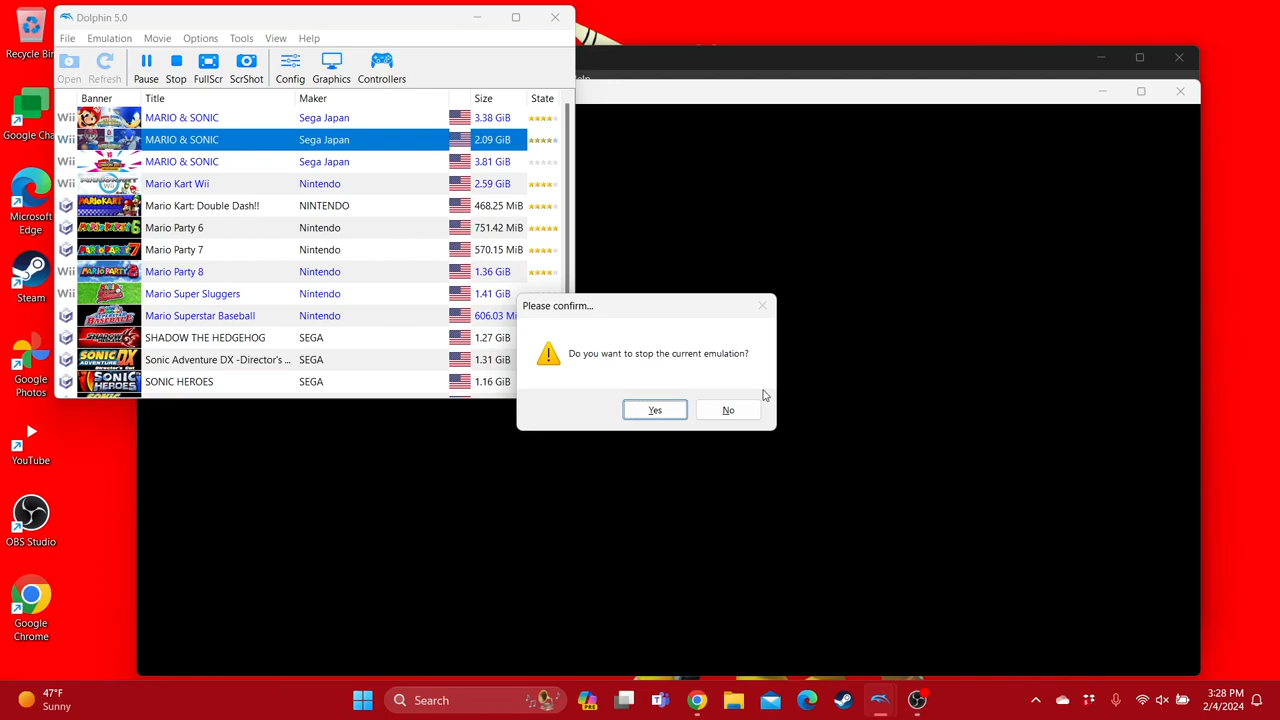 Recycle Bin
Google Cha
Microsoft
Edge
Steam
Google
Photos
YouTube
OBS Studio
Google
Chrome
Dolphin 5.0
File Emulation Movie Options Tools View Help
Open Refresh Pause Stop FullScr ScrShot Config Graphics Controllers
Banner Title Maker Size State
Wii MARIO & SONIC Sega Japan 3.38 GiB
Wii MARIO & SONIC Sega Japan 2.09 GiB
Wii MARIO & SONIC Sega Japan 3.81 GiB
Wii Mario Kart Wii Nintendo 2.59 GiB
Mario Kart: Double Dash!! NINTENDO 468.25 MiB
Mario Party 6 Nintendo 751.42 MiB
Mario Party 7 Nintendo 570.15 MiB
Wii Mario Party 8 Nintendo 1.36 GiB
Wii Mario Super Sluggers Nintendo 1.41 GiB
Mario Superstar Baseball Nintendo 606.03 Mi
SHADOW THE HEDGEHOG SEGA 1.27 GiB
Sonic Adventure DX -Director's ... SEGA 1.31 GiB
SONIC HEROES SEGA 1.16 GiB
Please confirm...
Do you want to stop the current emulation?
Yes No
47°F
Sunny
Search
PRE
3:28 PM
2/4/2024